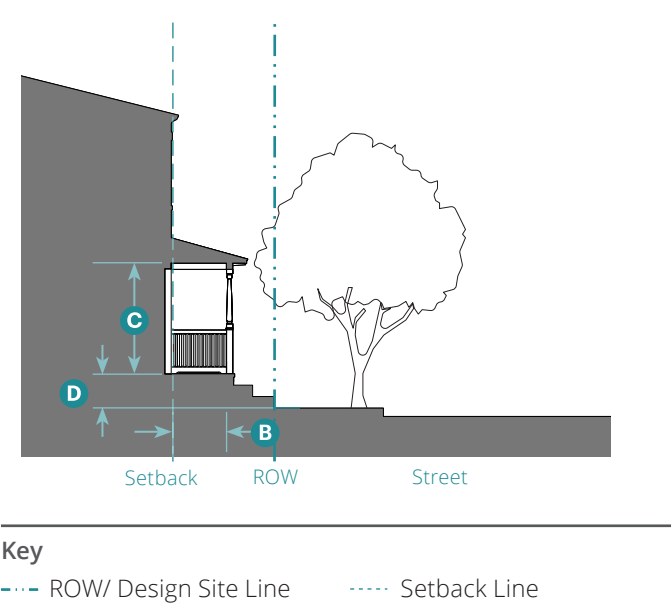 C
D
B
Setback ROW Street
Key
ROW/ Design Site Line Setback Line